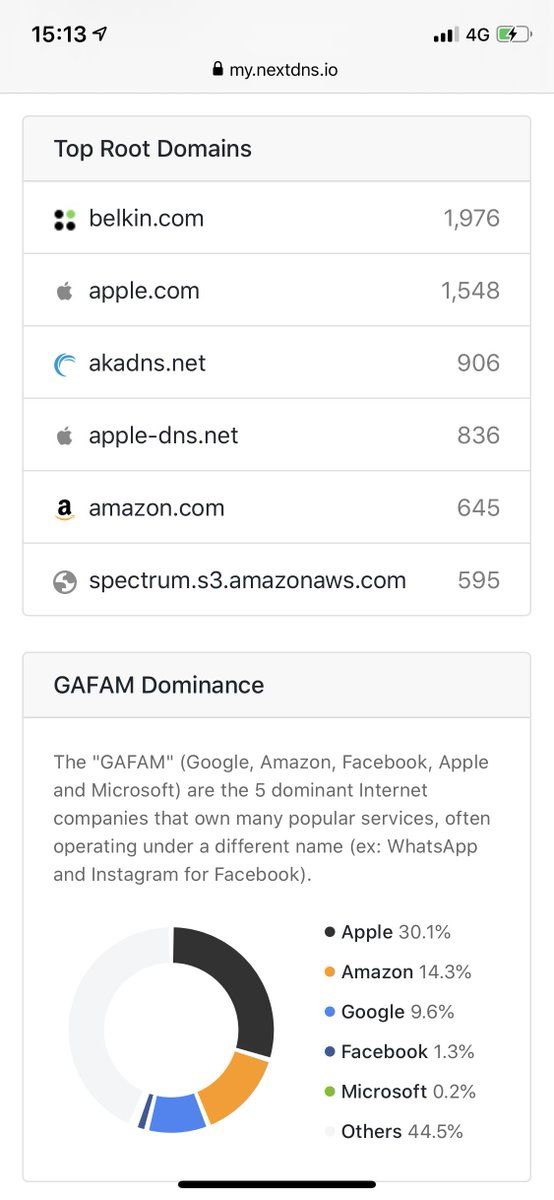 15:13
4G
my.nextdns.io
Top Root Domains
belkin.com 1,976
apple.com 1,548
akadns.net 906
apple-dns.net 836
a amazon.com 645
spectrum.s3.amazonaws.com 595
GAFAM Dominance
The "GAFAM" (Google, Amazon, Facebook, Apple
and Microsoft) are the 5 dominant Internet
companies that own many popular services, often
operating under a different name (ex: WhatsApp
and Instagram for Facebook).
Apple 30.1%
Amazon 14.3%
Google 9.6%
Facebook 1.3%
Microsoft 0.2%
Others 44.5%